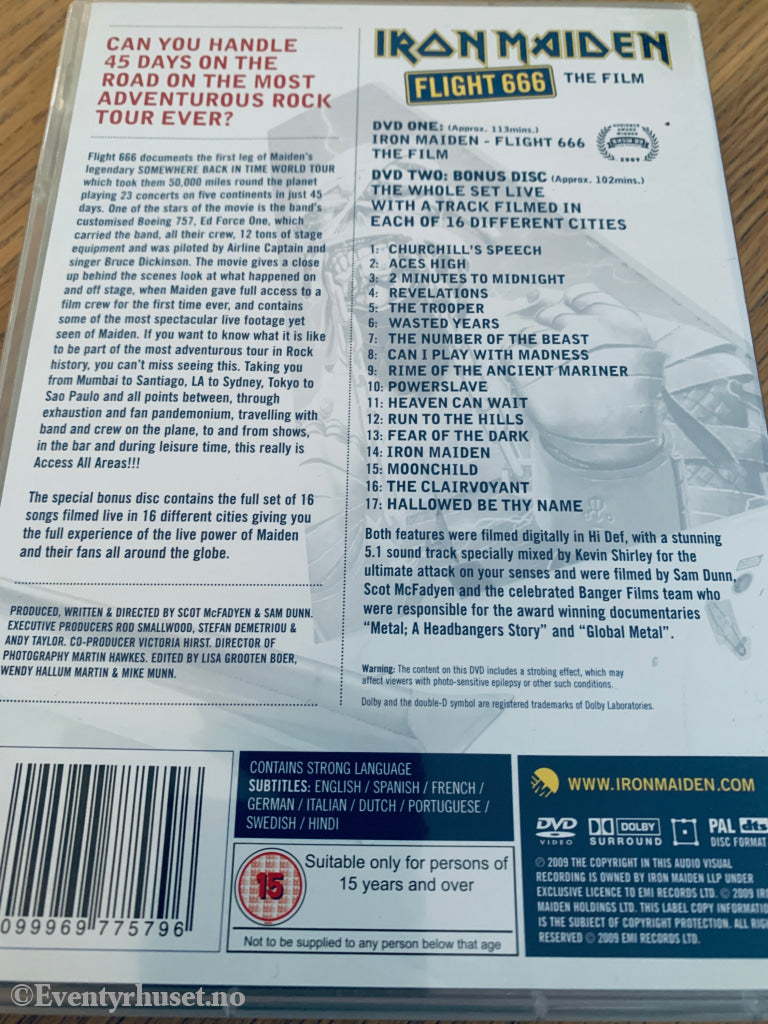 CAN YOU HANDLE
45 DAYS ON THE
ROAD ON THE MOST
ADVENTUROUS ROCK
TOUR EVER?
Flight 666 documents the first leg of Maiden's
legendary SOMEWHERE BACK IN TIME WORLD TOUR
which took them 50,000 miles round the planet
playing 23 concerts on five continents in just 45
days. One of the stars of the movie is the band's
customised Boeing 757, Ed Force One, which
carried the band, all their crew, 12 tons of stage
equipment and was piloted by Airline Captain and
singer Bruce Dickinson. The movie gives a close
up behind the scenes look at what happened on
and off stage, when Maiden gave full access to a
film crew for the first time ever, and contains
some of the most spectacular live footage yet
seen of Maiden. If you want to know what it is like
to be part of the most adventurous tour in Rock
history, you can't miss seeing this. Taking you
from Mumbai to Santiago, LA to Sydney, Tokyo to
Sao Paulo and all points between, through
exhaustion and fan pandemonium, travelling with
band and crew on the plane, to and from shows,
in the bar and during leisure time, this really is
Access All Areas!!!
The special bonus disc contains the full set of 16
songs filmed live in 16 different cities giving you
the full experience of the live power of Maiden
and their fans all around the globe.
PRODUCED, WRITTEN & DIRECTED BY SCOT McFADYEN & SAM DUNN.
EXECUTIVE PRODUCERS ROD SMALLWOOD, STEFAN DEMETRIOU &
ANDY TAYLOR. CO-PRODUCER VICTORIA HIRST. DIRECTOR OF
PHOTOGRAPHY MARTIN HAWKES. EDITED BY LISA GROOTEN BOER,
WENDY HALLUM MARTIN & MIKE MUNN.
IRON MAIDEN
FLIGHT 666 THE FILM
DVD ONE: (Approx. 113mins.)
IRON MAIDEN - FLIGHT 666
THE FILM
AUDIENCE
AWARD
WINNER
2009
DVD TWO: BONUS DISC (Approx. 102mins.)
THE WHOLE SET LIVE
WITH A TRACK FILMED IN
EACH OF 16 DIFFERENT CITIES
1: CHURCHILL'S SPEECH
2: ACES HIGH
3: 2 MINUTES TO MIDNIGHT
4: REVELATIONS
5: THE TROOPER
6: WASTED YEARS
7: THE NUMBER OF THE BEAST
8: CAN I PLAY WITH MADNESS
9: RIME OF THE ANCIENT MARINER
10: POWERSLAVE
11: HEAVEN CAN WAIT
12: RUN TO THE HILLS
13: FEAR OF THE DARK
14: IRON MAIDEN
15: MOONCHILD
16: THE CLAIRVOYANT
17: HALLOWED BE THY NAME
Both features were filmed digitally in Hi Def, with a stunning
5.1 sound track specially mixed by Kevin Shirley for the
ultimate attack on your senses and were filmed by Sam Dunn,
Scot McFadyen and the celebrated Banger Films team who
were responsible for the award winning documentaries
"Metal; A Headbangers Story" and "Global Metal".
Warning: The content on this DVD includes a strobing effect, which may
affect viewers with photo-sensitive epilepsy or other such conditions.
Dolby and the double-D symbol are registered trademarks of Dolby Laboratories.
099969 775796
CONTAINS STRONG LANGUAGE
SUBTITLES: ENGLISH / SPANISH / FRENCH /
GERMAN / ITALIAN / DUTCH / PORTUGUESE /
SWEDISH / HINDI
15
Suitable only for persons of
15 years and over
Not to be supplied to any person below that age
WWW.IRONMAIDEN.COM
DVD VIDEO
DOLBY SURROUND
PAL dts
DISC FORMAT
℗ 2009 THE COPYRIGHT IN THIS AUDIO VISUAL
RECORDING IS OWNED BY IRON MAIDEN LLP UNDER
EXCLUSIVE LICENCE TO EMI RECORDS LTD. © 2009 IR
MAIDEN HOLDINGS LTD. THIS LABEL COPY INFORMATIO
IS THE SUBJECT OF COPYRIGHT PROTECTION. ALL RIG
RESERVED © 2009 EMI RECORDS LTD.
©Eventyrhuset.no